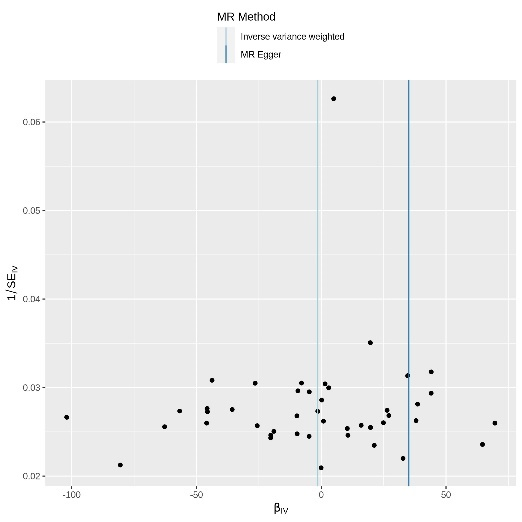 MR Method
Inverse variance weighted
MR Egger
0.06
0.05
0.04
0.03
0.02
1/SE_IV
-100
-50
0
50
β_IV